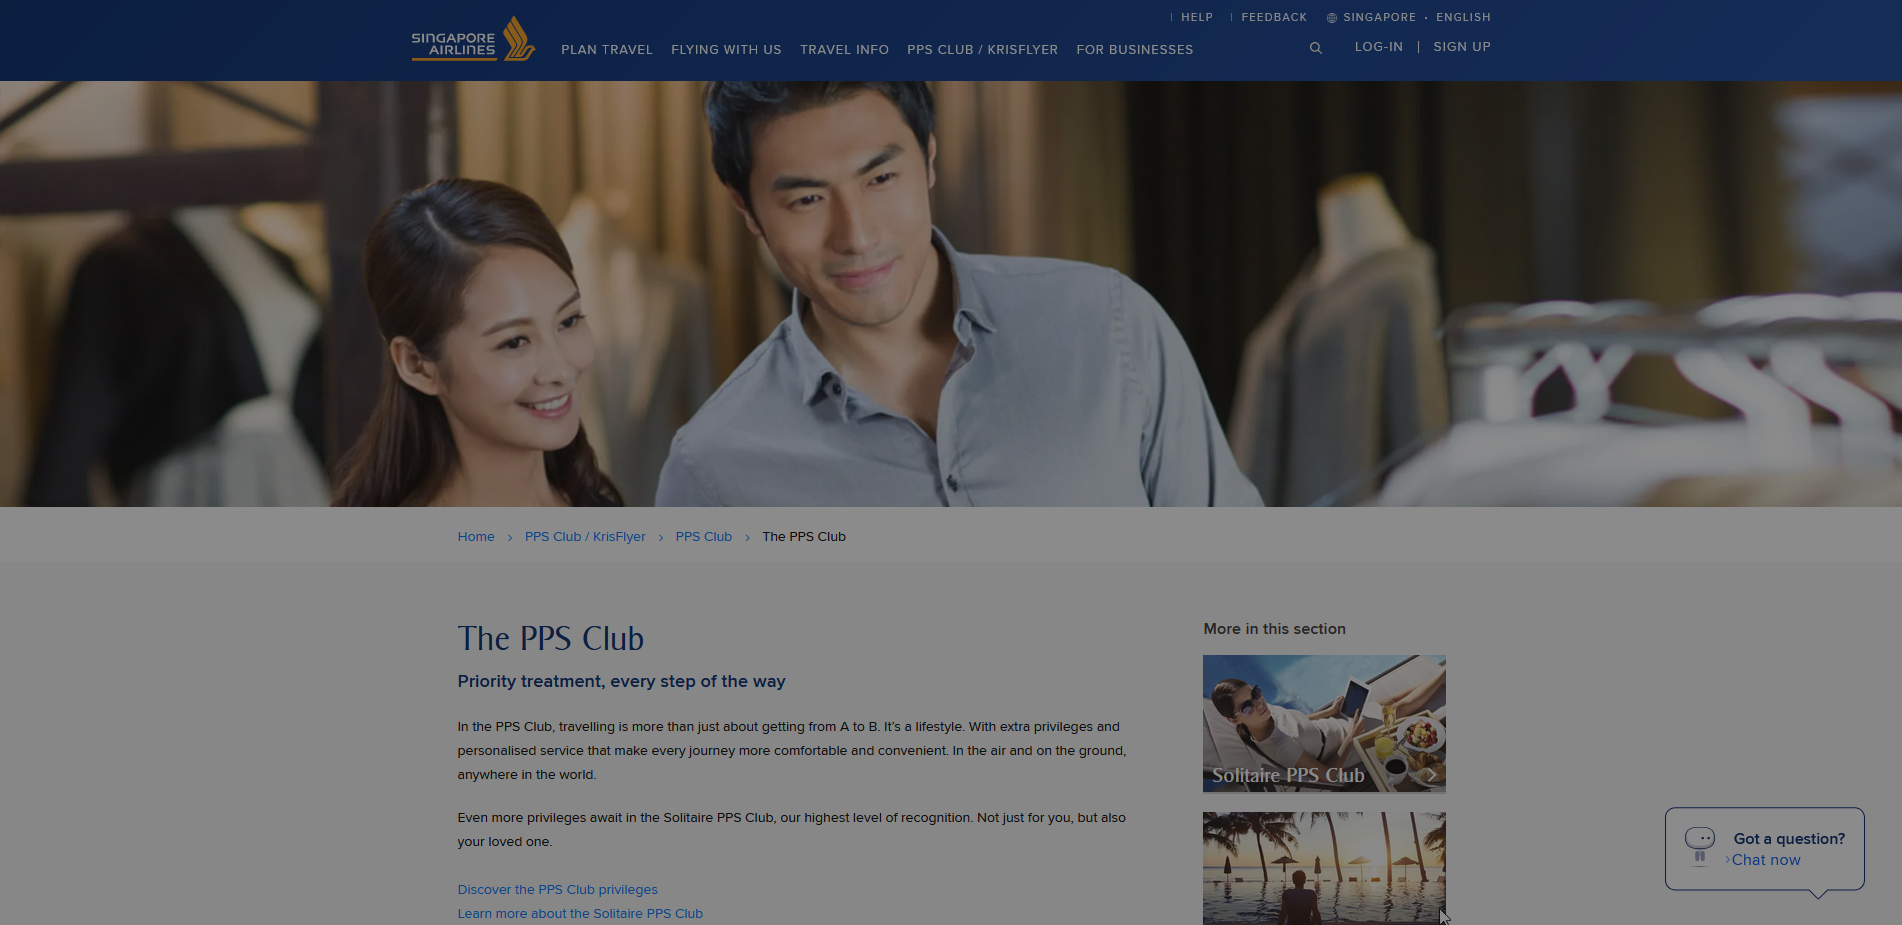 HELP
FEEDBACK
SINGAPORE • ENGLISH
SINGAPORE
AIRLINES
PLAN TRAVEL
FLYING WITH US
TRAVEL INFO
PPS CLUB / KRISFLYER
FOR BUSINESSES
LOG-IN
SIGN UP
Home > PPS Club / KrisFlyer > PPS Club > The PPS Club
The PPS Club
Priority treatment, every step of the way
In the PPS Club, travelling is more than just about getting from A to B. It's a lifestyle. With extra privileges and
personalised service that make every journey more comfortable and convenient. In the air and on the ground,
anywhere in the world.
Even more privileges await in the Solitaire PPS Club, our highest level of recognition. Not just for you, but also
your loved one.
Discover the PPS Club privileges
Learn more about the Solitaire PPS Club
More in this section
Solitaire PPS Club
Got a question?
Chat now